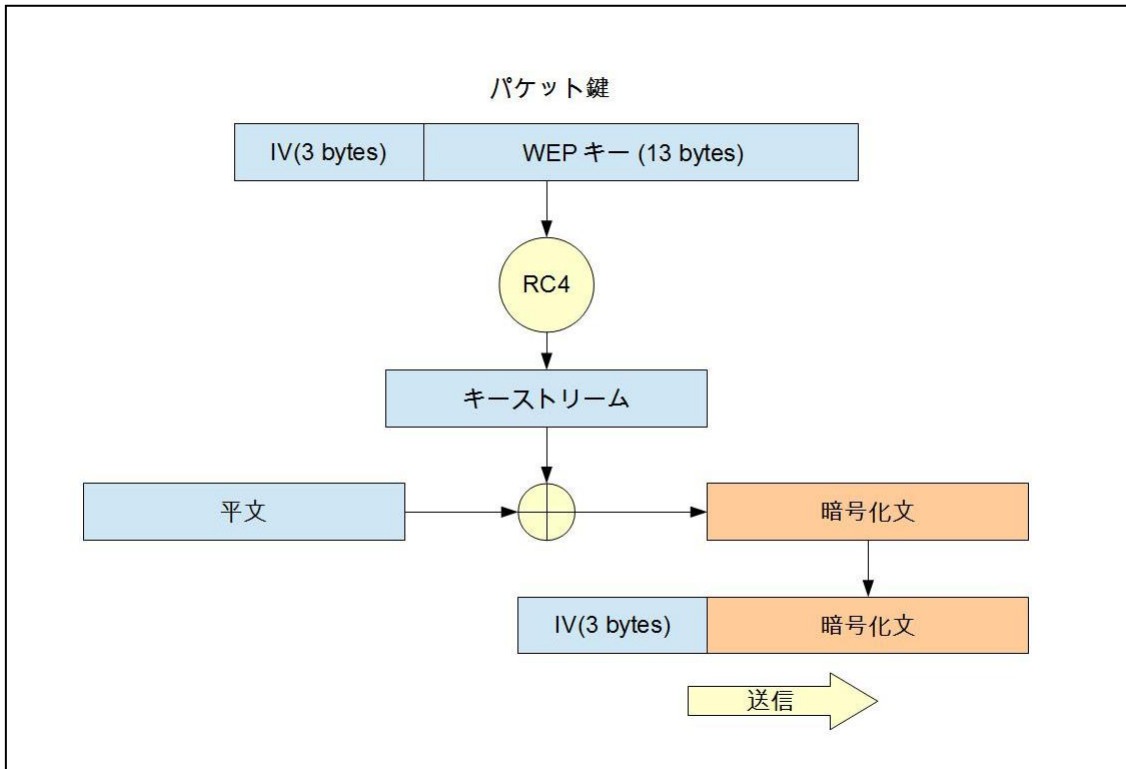 パケット鍵
IV(3 bytes)
WEP キー (13 bytes)
RC4
キーストリーム
平文
暗号化文
IV(3 bytes)
暗号化文
送信